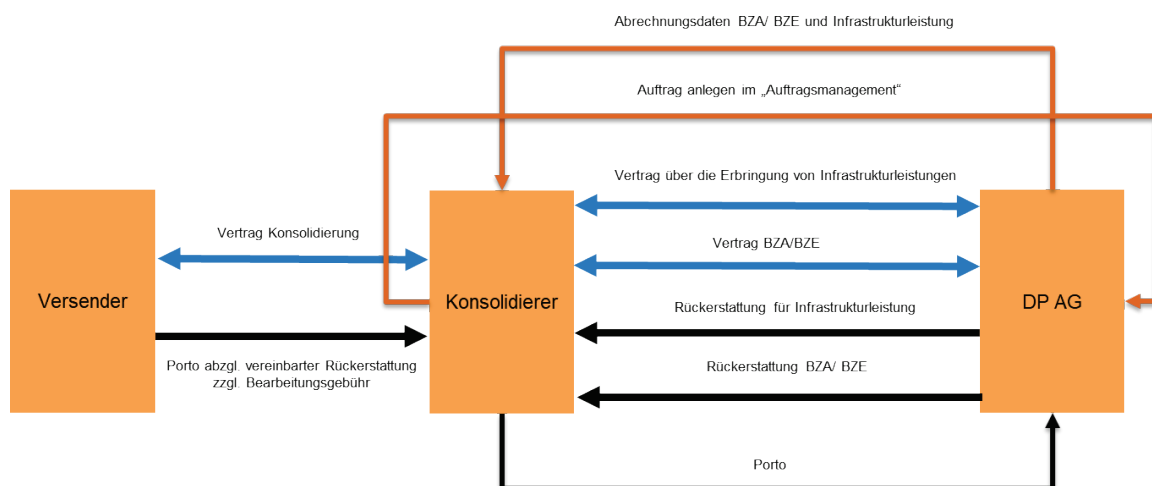 Abrechnungsdaten BZA/ BZE und Infrastrukturleistung
Auftrag anlegen im „Auftragsmanagement“
Vertrag über die Erbringung von Infrastrukturleistungen
Vertrag Konsolidierung
Vertrag BZA/BZE
Versender
Konsolidierer
DP AG
Rückerstattung für Infrastrukturleistung
Porto abzgl. vereinbarter Rückerstattung
zzgl. Bearbeitungsgebühr
Rückerstattung BZA/ BZE
Porto